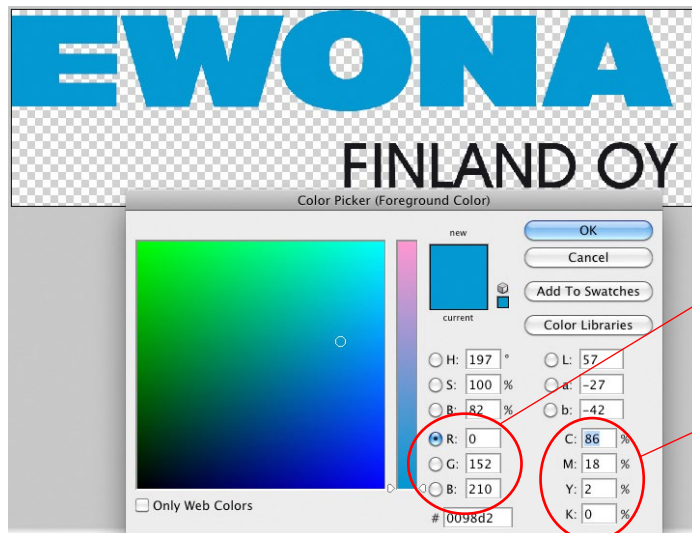 EWONA
FINLAND OY
Color Picker (Foreground Color)
new
current
OK
Cancel
Add To Swatches
Color Libraries
H: 197 °
S: 100 %
B: 82 %
R: 0
G: 152
B: 210
# 0098d2
L: 57
a: -27
b: -42
C: 86 %
M: 18 %
Y: 2 %
K: 0 %
Only Web Colors